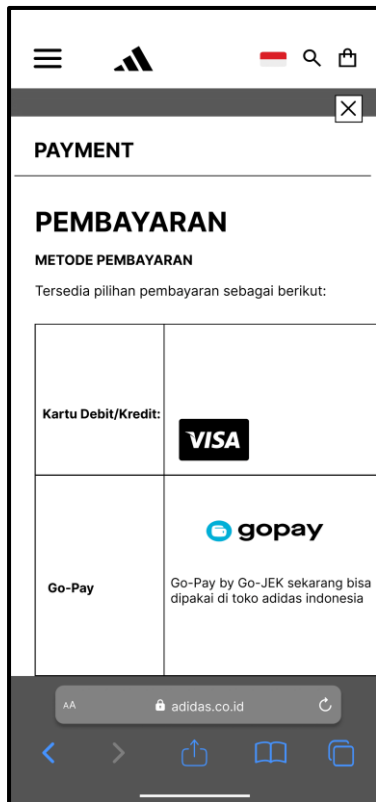 PAYMENT
PEMBAYARAN
METODE PEMBAYARAN
Tersedia pilihan pembayaran sebagai berikut:
Kartu Debit/Kredit:
VISA
gopay
Go-Pay
Go-Pay by Go-JEK sekarang bisa
dipakai di toko adidas indonesia
AA
adidas.co.id